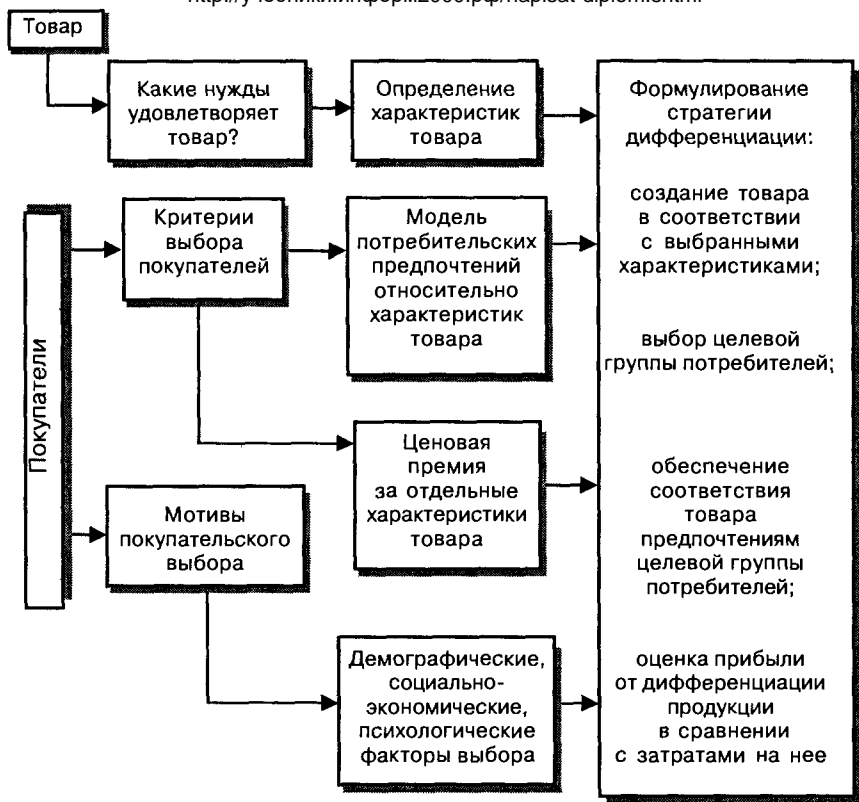 Товар
Какие нужды
удовлетворяет
товар?
Определение
характеристик
товара
Формулирование
стратегии
дифференциации:
создание товара
в соответствии
с выбранными
характеристиками;
выбор целевой
группы потребителей;
обеспечение
соответствия
товара
предпочтениям
целевой группы
потребителей;
оценка прибыли
от дифференциации
продукции
в сравнении
с затратами на нее
Покупатели
Критерии
выбора
покупателей
Модель
потребительских
предпочтений
относительно
характеристик
товара
Ценовая
премия
за отдельные
характеристики
товара
Мотивы
покупательского
выбора
Демографические,
социально-
экономические,
психологические
факторы выбора